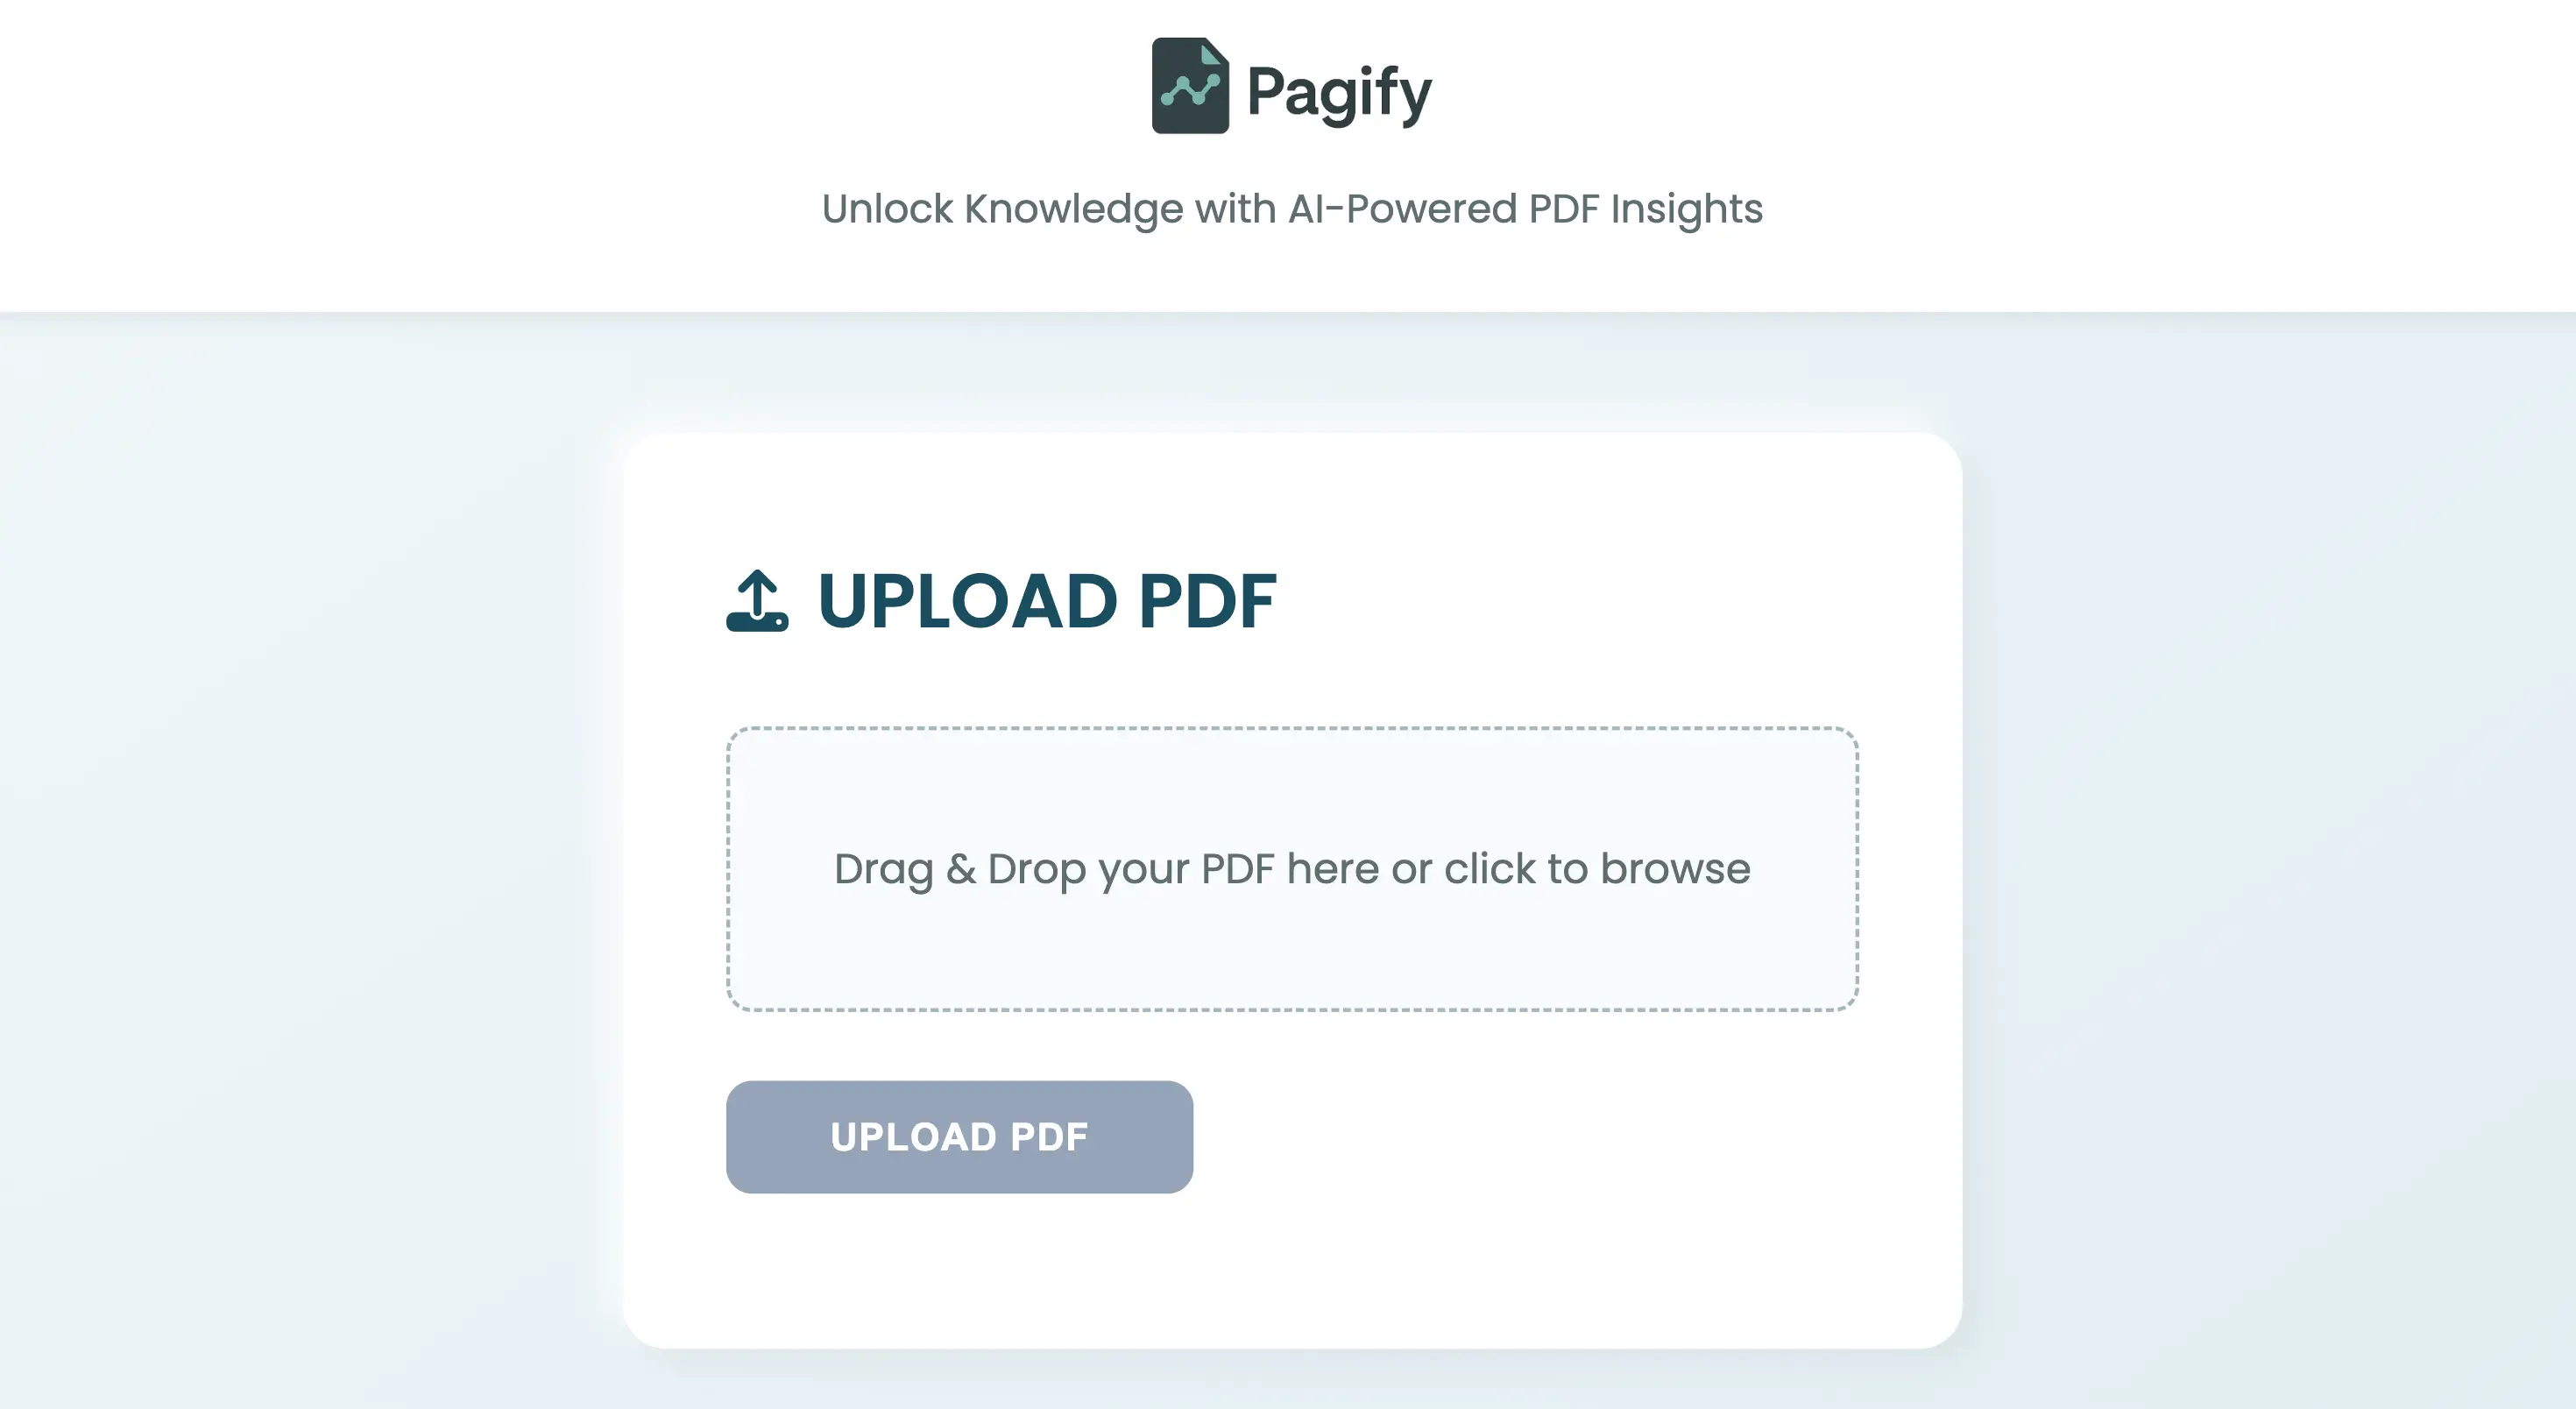 Pagify
Unlock Knowledge with AI-Powered PDF Insights
UPLOAD PDF
Drag & Drop your PDF here or click to browse
UPLOAD PDF